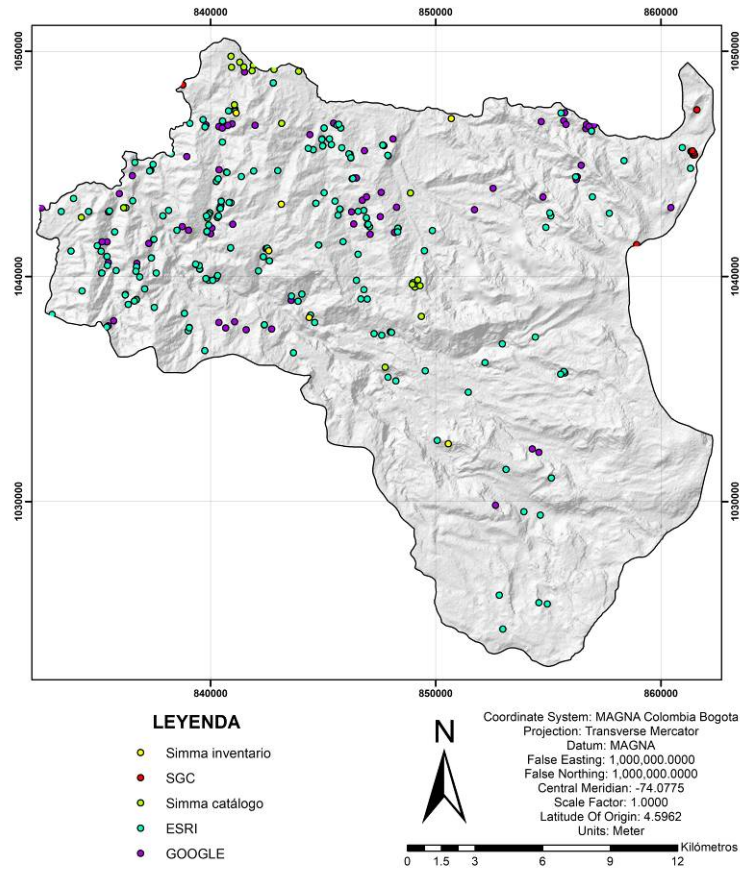 840000 850000 860000
1050000 1050000
1040000 1040000
1030000 1030000
840000 850000 860000
LEYENDA
Simma inventario
SGC
Simma catálogo
ESRI
GOOGLE
N
Coordinate System: MAGNA Colombia Bogota
Projection: Transverse Mercator
Datum: MAGNA
False Easting: 1,000,000.0000
False Northing: 1,000,000.0000
Central Meridian: -74.0775
Scale Factor: 1.0000
Latitude Of Origin: 4.5962
Units: Meter
Kilómetros
0 1.5 3 6 9 12